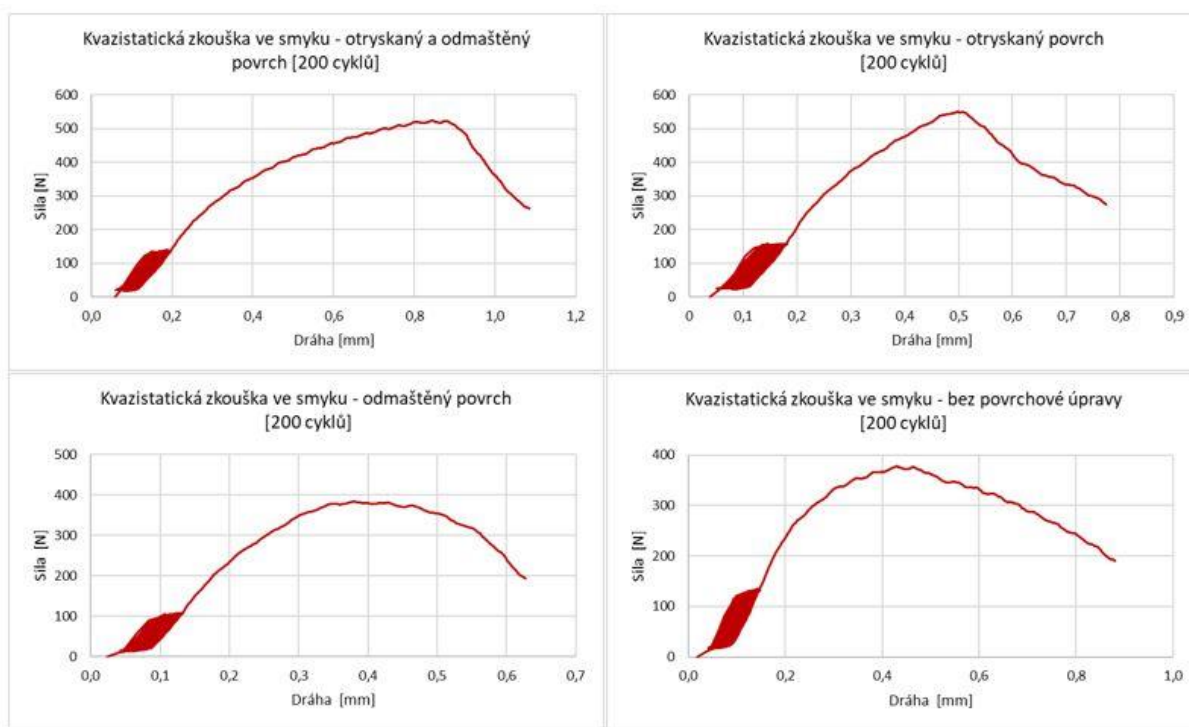 Kvazistatická zkouška ve smyku - otryskaný a odmaštěný
povrch [200 cyklů]
600
500
400
300
200
100
0
Síla [N]
0,0 0,2 0,4 0,6 0,8 1,0 1,2
Dráha [mm]
Kvazistatická zkouška ve smyku - otryskaný povrch
[200 cyklů]
600
500
400
300
200
100
0
Síla [N]
0 0,1 0,2 0,3 0,4 0,5 0,6 0,7 0,8 0,9
Dráha [mm]
Kvazistatická zkouška ve smyku - odmaštěný povrch
[200 cyklů]
500
400
300
200
100
0
Síla [N]
0,0 0,1 0,2 0,3 0,4 0,5 0,6 0,7
Dráha [mm]
Kvazistatická zkouška ve smyku - bez povrchové úpravy
[200 cyklů]
400
300
200
100
0
Síla [N]
0,0 0,2 0,4 0,6 0,8 1,0
Dráha [mm]